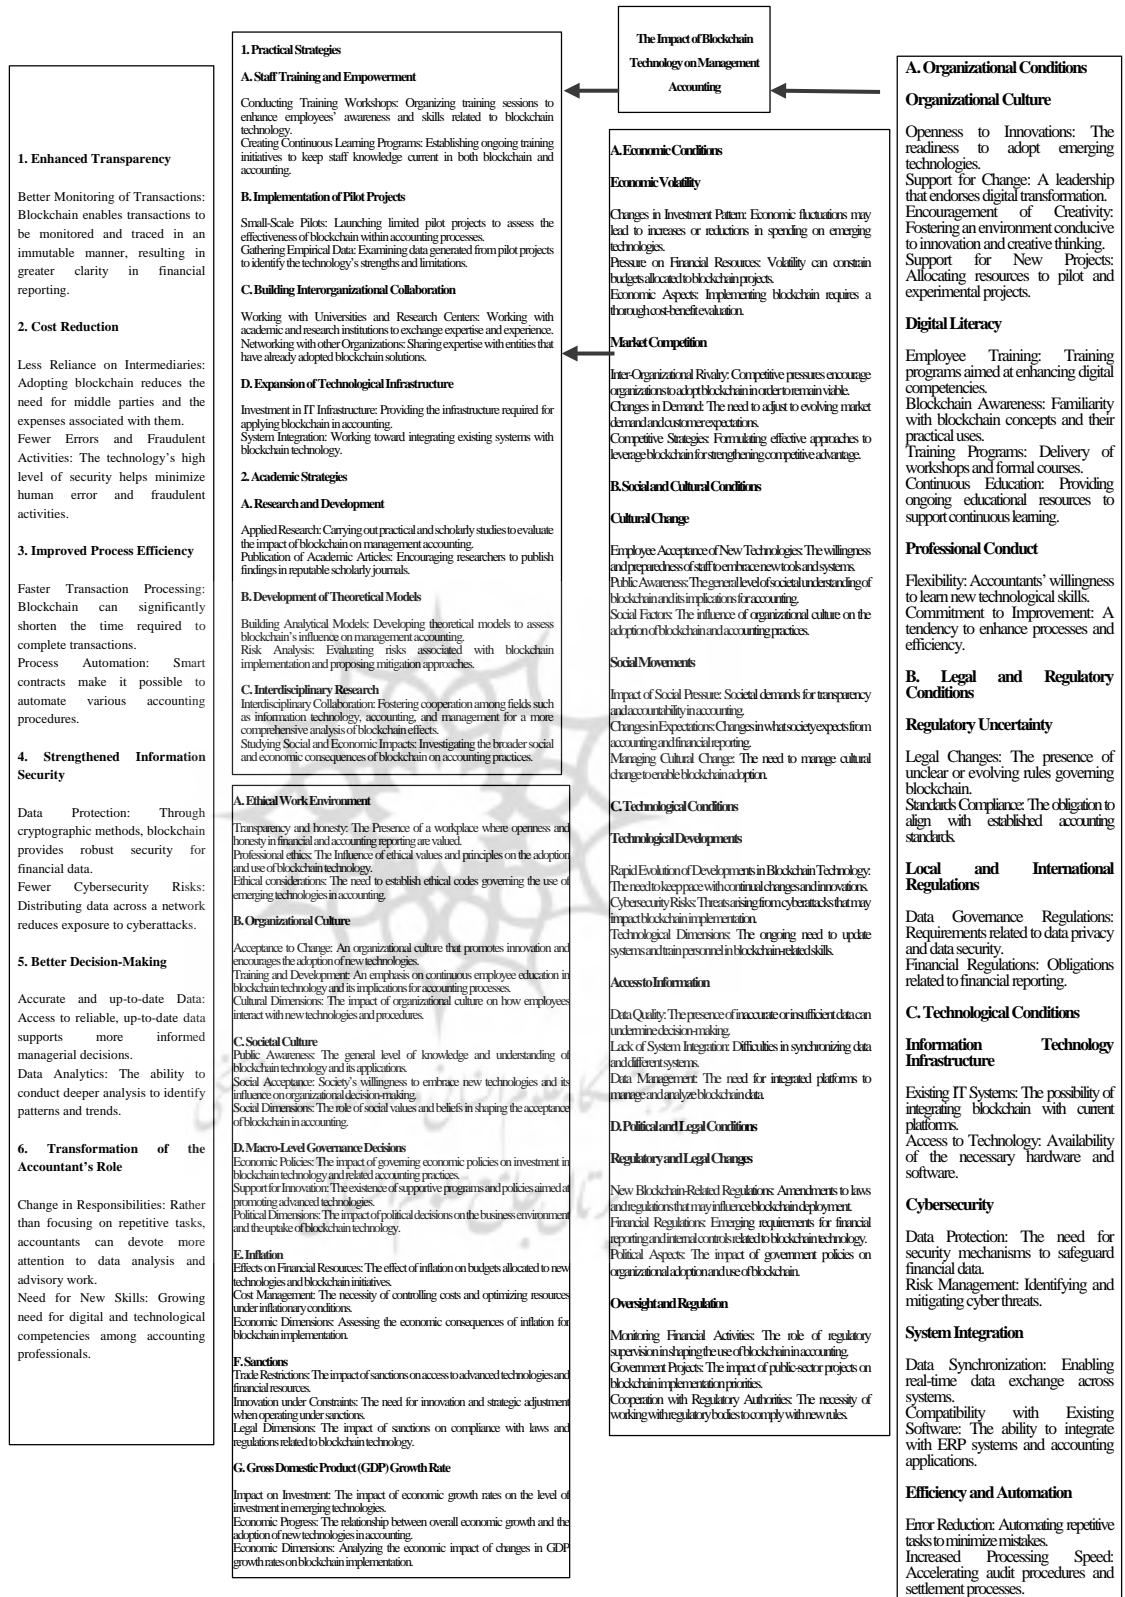 1. Enhanced Transparency
Better Monitoring of Transactions:
Blockchain enables transactions to
be monitored and traced in an
immutable manner, resulting in
greater clarity in financial
reporting.
2. Cost Reduction
Less Reliance on Intermediaries:
Adopting blockchain reduces the
need for middle parties and the
expenses associated with them.
Fewer Errors and Fraudulent
Activities: The technology's high
level of security helps minimize
human error and fraudulent
activities.
3. Improved Process Efficiency
Faster Transaction Processing:
Blockchain can significantly
shorten the time required to
complete transactions.
Process Automation: Smart
contracts make it possible to
automate various accounting
procedures.
4. Strengthened Information
Security
Data Protection: Through
cryptographic methods, blockchain
provides robust security for
financial data.
Fewer Cybersecurity Risks:
Distributing data across a network
reduces exposure to cyberattacks.
5. Better Decision-Making
Accurate and up-to-date Data:
Access to reliable, up-to-date data
supports more informed
managerial decisions.
Data Analytics: The ability to
conduct deeper analysis to identify
patterns and trends.
6. Transformation of the
Accountant's Role
Change in Responsibilities: Rather
than focusing on repetitive tasks,
accountants can devote more
attention to data analysis and
advisory work.
Need for New Skills: Growing
need for digital and technological
competencies among accounting
professionals.
1. Practical Strategies
A. Staff Training and Empowerment
Conducting Training Workshops: Organizing training sessions to
enhance employees' awareness and skills related to blockchain
technology.
Creating Continuous Learning Programs: Establishing ongoing training
initiatives to keep staff knowledge current in both blockchain and
accounting.
B. Implementation of Pilot Projects
Small-Scale Pilots: Launching limited pilot projects to assess the
effectiveness of blockchain within accounting processes.
Gathering Empirical Data: Examining data generated from pilot projects
to identify the technology's strengths and limitations.
C. Building Interorganizational Collaboration
Working with Universities and Research Centers: Working with
academic and research institutions to exchange expertise and experience.
Networking with other Organizations: Sharing expertise with entities that
have already adopted blockchain solutions.
D. Expansion of Technological Infrastructure
Investment in IT Infrastructure: Providing the infrastructure required for
applying blockchain in accounting.
System Integration: Working toward integrating existing systems with
blockchain technology.
2. Academic Strategies
A. Research and Development
Applied Research: Carrying out practical and scholarly studies to evaluate
the impact of blockchain on management accounting.
Publication of Academic Articles: Encouraging researchers to publish
findings in reputable scholarly journals.
B. Development of Theoretical Models
Building Analytical Models: Developing theoretical models to assess
blockchain's influence on management accounting.
Risk Analysis: Evaluating risks associated with blockchain
implementation and proposing mitigation approaches.
C. Interdisciplinary Research
Interdisciplinary Collaboration: Fostering cooperation among fields such
as information technology, accounting, and management for a more
comprehensive analysis of blockchain effects.
Studying Social and Economic Impacts: Investigating the broader social
and economic consequences of blockchain on accounting practices.
A. Ethical Work Environment
Transparency and honesty: The Presence of a workplace where openness and
honesty in financial and accounting reporting are valued.
Professional ethics: The Influence of ethical values and principles on the adoption
and use of blockchain technology.
Ethical considerations: The need to establish ethical codes governing the use of
emerging technologies in accounting.
B. Organizational Culture
Acceptance to Change: An organizational culture that promotes innovation and
encourages the adoption of new technologies.
Training and Development: An emphasis on continuous employee education in
blockchain technology and its implications for accounting processes.
Cultural Dimensions: The impact of organizational culture on how employees
interact with new technologies and procedures.
C. Societal Culture
Public Awareness: The general level of knowledge and understanding of
blockchain technology and its applications.
Social Acceptance: Society's willingness to embrace new technologies and its
influence on organizational decision-making.
Social Dimensions: The role of social values and beliefs in shaping the acceptance
of blockchain in accounting.
D. Macro-Level Governance Decisions
Economic Policies: The impact of governing economic policies on investment in
blockchain technology and related accounting practices.
Support for Innovation: The existence of supportive programs and policies aimed at
promoting advanced technologies.
Political Dimensions: The impact of political decisions on the business environment
and the uptake of blockchain technology.
E. Inflation
Effects on Financial Resources: The effect of inflation on budgets allocated to new
technologies and blockchain initiatives.
Cost Management: The necessity of controlling costs and optimizing resources
under inflationary conditions.
Economic Dimensions: Assessing the economic consequences of inflation for
blockchain implementation.
F. Sanctions
Trade Restrictions: The impact of sanctions on access to advanced technologies and
financial resources.
Innovation under Constraints: The need for innovation and strategic adjustment
when operating under sanctions.
Legal Dimensions: The impact of sanctions on compliance with laws and
regulations related to blockchain technology.
G. Gross Domestic Product (GDP) Growth Rate
Impact on Investment: The impact of economic growth rates on the level of
investment in emerging technologies.
Economic Progress: The relationship between overall economic growth and the
adoption of new technologies in accounting.
Economic Dimensions: Analyzing the economic impact of changes in GDP
growth rates on blockchain implementation.
The Impact of Blockchain
Technology on Management
Accounting
A. Economic Conditions
Economic Volatility
Changes in Investment Pattern: Economic fluctuations may
lead to increases or reductions in spending on emerging
technologies.
Pressure on Financial Resources: Volatility can constrain
budgets allocated to blockchain projects.
Economic Aspects: Implementing blockchain requires a
thorough cost-benefit evaluation.
Market Competition
Inter-Organizational Rivalry: Competitive pressures encourage
organizations to adopt blockchain in order to remain viable.
Changes in Demand: The need to adjust to evolving market
demand and customer expectations.
Competitive Strategies: Formulating effective approaches to
leverage blockchain for strengthening competitive advantage.
B. Social and Cultural Conditions
Cultural Change
Employee Acceptance of New Technologies: The willingness
and preparedness of staff to embrace new tools and systems.
Public Awareness: The general level of societal understanding of
blockchain and its implications for accounting.
Social Factors: The influence of organizational culture on the
adoption of blockchain and accounting practices.
Social Movements
Impact of Social Pressure: Societal demands for transparency
and accountability in accounting.
Changes in Expectations: Changes in what society expects from
accounting and financial reporting.
Managing Cultural Change: The need to manage cultural
change to enable blockchain adoption.
C. Technological Conditions
Technological Developments
Rapid Evolution of Developments in Blockchain Technology:
The need to keep pace with continual changes and innovations.
Cybersecurity Risks: Threats arising from cyberattacks that may
impact blockchain implementation.
Technological Dimensions: The ongoing need to update
systems and train personnel in blockchain-related skills.
Access to Information
Data Quality: The presence of inaccurate or insufficient data can
undermine decision-making.
Lack of System Integration: Difficulties in synchronizing data
and different systems.
Data Management: The need for integrated platforms to
manage and analyze blockchain data.
D. Political and Legal Conditions
Regulatory and Legal Changes
New Blockchain-Related Regulations: Amendments to laws
and regulations that may influence blockchain deployment.
Financial Regulations: Emerging requirements for financial
reporting and internal controls related to blockchain technology.
Political Aspects: The impact of government policies on
organizational adoption and use of blockchain.
Oversight and Regulation
Monitoring Financial Activities: The role of regulatory
supervision in shaping the use of blockchain in accounting.
Government Projects: The impact of public-sector projects on
blockchain implementation priorities.
Cooperation with Regulatory Authorities: The necessity of
working with regulatory bodies to comply with new rules.
A. Organizational Conditions
Organizational Culture
Openness to Innovations: The
readiness to adopt emerging
technologies.
Support for Change: A leadership
that endorses digital transformation.
Encouragement of Creativity:
Fostering an environment conducive
to innovation and creative thinking.
Support for New Projects:
Allocating resources to pilot and
experimental projects.
Digital Literacy
Employee Training: Training
programs aimed at enhancing digital
competencies.
Blockchain Awareness: Familiarity
with blockchain concepts and their
practical uses.
Training Programs: Delivery of
workshops and formal courses.
Continuous Education: Providing
ongoing educational resources to
support continuous learning.
Professional Conduct
Flexibility: Accountants' willingness
to learn new technological skills.
Commitment to Improvement: A
tendency to enhance processes and
efficiency.
B. Legal and Regulatory
Conditions
Regulatory Uncertainty
Legal Changes: The presence of
unclear or evolving rules governing
blockchain.
Standards Compliance: The obligation to
align with established accounting
standards.
Local and International
Regulations
Data Governance Regulations:
Requirements related to data privacy
and data security.
Financial Regulations: Obligations
related to financial reporting.
C. Technological Conditions
Information Technology
Infrastructure
Existing IT Systems: The possibility of
integrating blockchain with current
platforms.
Access to Technology: Availability
of the necessary hardware and
software.
Cybersecurity
Data Protection: The need for
security mechanisms to safeguard
financial data.
Risk Management: Identifying and
mitigating cyber threats.
System Integration
Data Synchronization: Enabling
real-time data exchange across
systems.
Compatibility with Existing
Software: The ability to integrate
with ERP systems and accounting
applications.
Efficiency and Automation
Error Reduction: Automating repetitive
tasks to minimize mistakes.
Increased Processing Speed:
Accelerating audit procedures and
settlement processes.